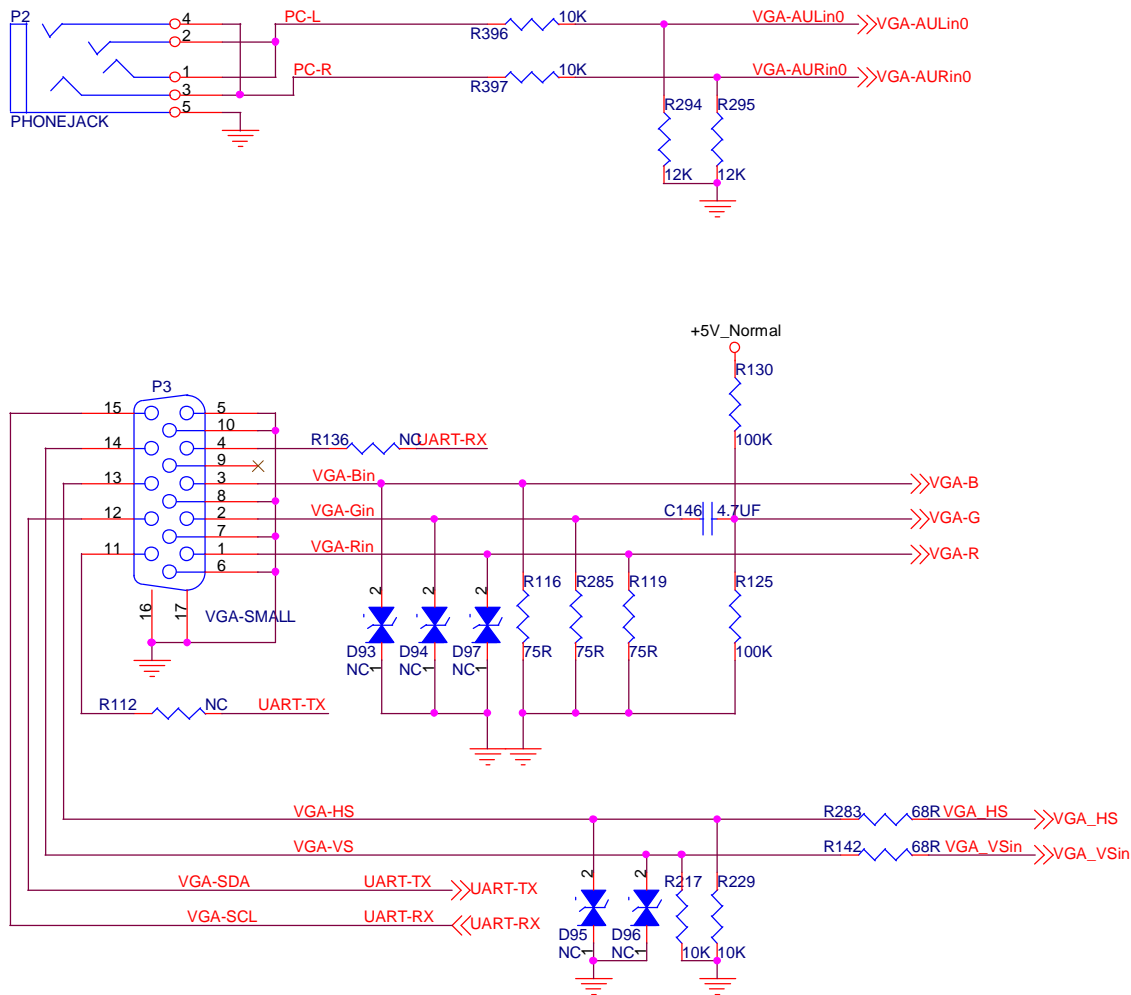 P2
4
PC-L
R396
10K
VGA-AULin0
VGA-AULin0
2
1
PC-R
R397
10K
VGA-AURin0
VGA-AURin0
3
5
PHONEJACK
R294
R295
12K
12K
+5V_Normal
R130
100K
P3
15
5
10
14
4
R136
NC
UART-RX
9
13
3
VGA-Bin
VGA-B
8
12
2
VGA-Gin
C146
4.7UF
VGA-G
7
11
1
VGA-Rin
VGA-R
6
16
17
VGA-SMALL
2
2
2
R116
R285
R119
R125
D93
D94
D97
75R
75R
75R
100K
NC
1
NC
1
NC
1
R112
NC
UART-TX
VGA-HS
R283
68R
VGA_HS
VGA_HS
VGA-VS
R142
68R
VGA_VSin
VGA_VSin
VGA-SDA
UART-TX
UART-TX
VGA-SCL
UART-RX
UART-RX
2
2
R217
R229
D95
D96
NC
1
NC
1
10K
10K